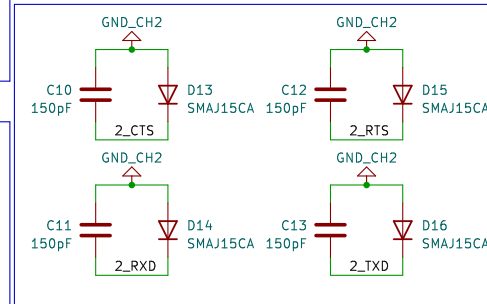 GND_CH2
C10
150pF
D13
SMAJ15CA
2_CTS
GND_CH2
C12
150pF
D15
SMAJ15CA
2_RTS
GND_CH2
C11
150pF
D14
SMAJ15CA
2_RXD
GND_CH2
C13
150pF
D16
SMAJ15CA
2_TXD